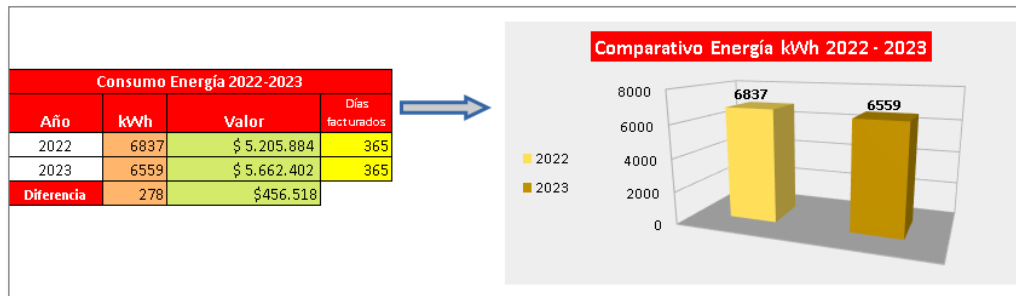 Consumo Energía 2022-2023
Año kWh Valor Días facturados
2022 6837 $ 5.205.884 365
2023 6559 $ 5.662.402 365
Diferencia 278 $456.518
Comparativo Energía kWh 2022 - 2023
8000
6000
4000
2000
0
6837
6559
2022
2023